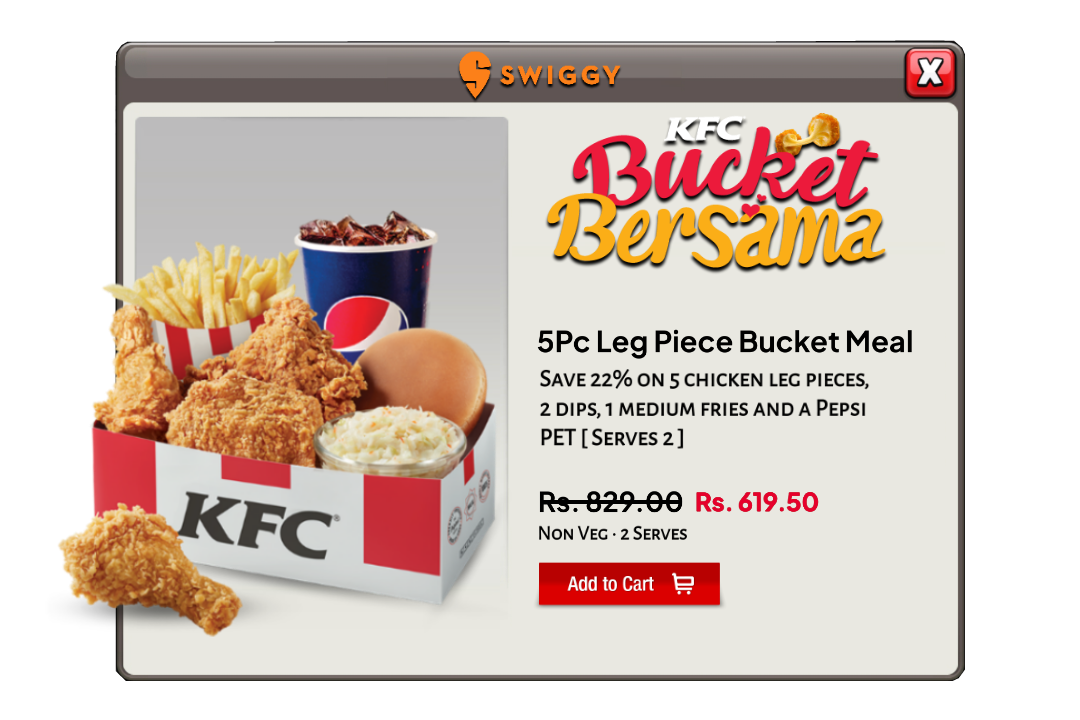 SWIGGY
X
KFC
Bucket
Bersama
5Pc Leg Piece Bucket Meal
Save 22% on 5 chicken leg pieces,
2 dips, 1 medium fries and a Pepsi
PET [ Serves 2 ]
Rs. 829.00 Rs. 619.50
Non Veg · 2 Serves
Add to Cart
KFC®